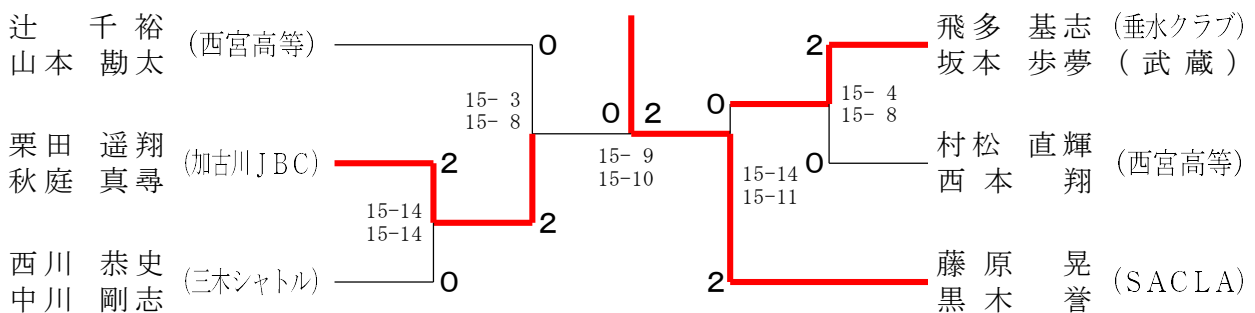 辻 千裕
山本 勘太
(西宮高等)
栗田 遥翔
秋庭 真尋
(加古川JBC)
西川 恭史
中川 剛志
(三木シャトル)
0
15- 3
15- 8
2
15-14
15-14
2
0
0 2
15- 9
15-10
0
2
15- 4
15- 8
0
15-14
15-11
2
飛多 基志 (垂水クラブ)
坂本 歩夢 (武蔵)
村松 直輝
西本 翔
(西宮高等)
藤原 晃
黒木 誉
(SACLA)